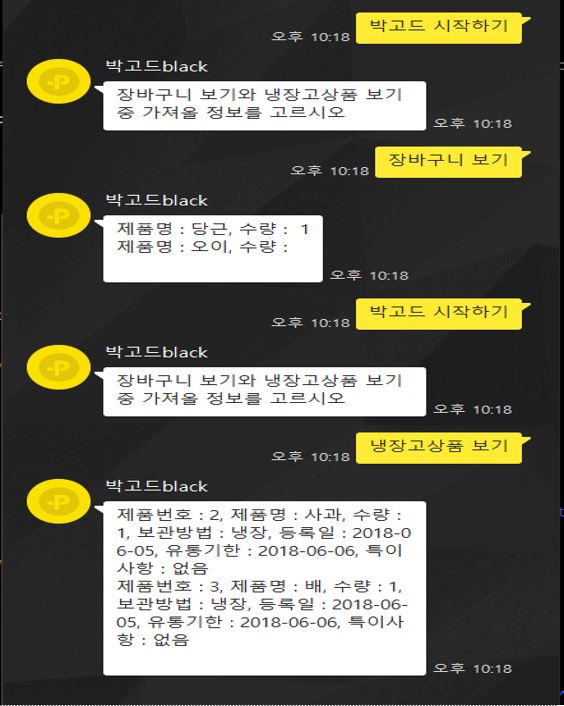 박고드 시작하기
오후 10:18
박고드black
장바구니 보기와 냉장고상품 보기
중 가져올 정보를 고르시오
오후 10:18
장바구니 보기
오후 10:18
박고드black
제품명 : 당근, 수량 : 1
제품명 : 오이, 수량 :
오후 10:18
박고드 시작하기
오후 10:18
박고드black
장바구니 보기와 냉장고상품 보기
중 가져올 정보를 고르시오
오후 10:18
냉장고상품 보기
오후 10:18
박고드black
제품번호 : 2, 제품명 : 사과, 수량 :
1, 보관방법 : 냉장, 등록일 : 2018-0
6-05, 유통기한 : 2018-06-06, 특이
사항 : 없음
제품번호 : 3, 제품명 : 배, 수량 : 1,
보관방법 : 냉장, 등록일 : 2018-06-
05, 유통기한 : 2018-06-06, 특이사
항 : 없음
오후 10:18